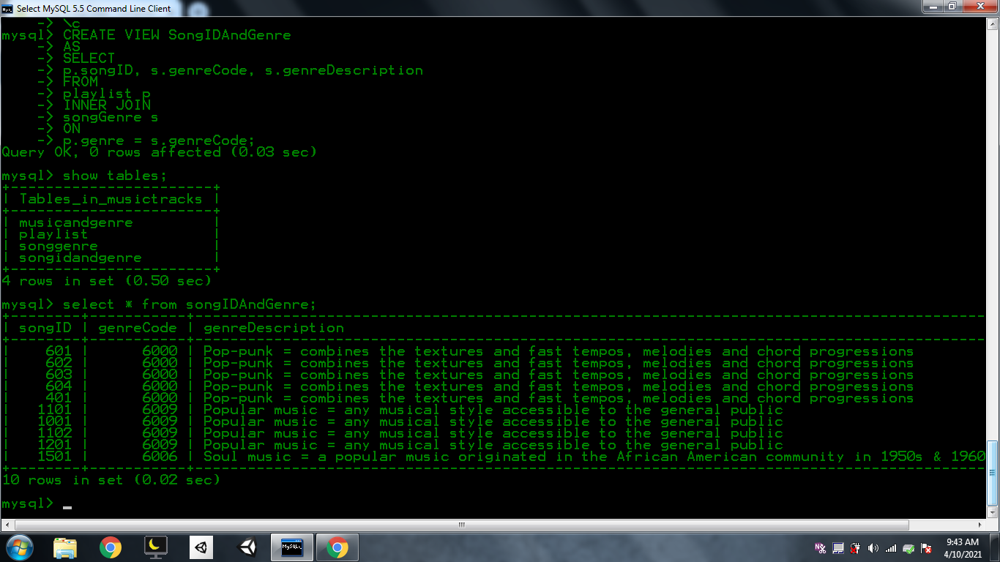 Select MySQL 5.5 Command Line Client
-> \c
mysql> CREATE VIEW SongIDAndGenre
-> AS
-> SELECT
-> p.songID, s.genreCode, s.genreDescription
-> FROM
-> playlist p
-> INNER JOIN
-> songGenre s
-> ON
-> p.genre = s.genreCode;
Query OK, 0 rows affected (0.03 sec)
mysql> show tables;
+------------------------+
| Tables_in_musictracks |
+------------------------+
| musicandgenre |
| playlist |
| songgenre |
| songidandgenre |
+------------------------+
4 rows in set (0.50 sec)
mysql> select * from songIDAndGenre;
| songID | genreCode | genreDescription
| 601 | 6000 | Pop-punk = combines the textures and fast tempos, melodies and chord progressions
| 602 | 6000 | Pop-punk = combines the textures and fast tempos, melodies and chord progressions
| 603 | 6000 | Pop-punk = combines the textures and fast tempos, melodies and chord progressions
| 604 | 6000 | Pop-punk = combines the textures and fast tempos, melodies and chord progressions
| 401 | 6000 | Pop-punk = combines the textures and fast tempos, melodies and chord progressions
| 1101 | 6009 | Popular music = any musical style accessible to the general public
| 1001 | 6009 | Popular music = any musical style accessible to the general public
| 1102 | 6009 | Popular music = any musical style accessible to the general public
| 1201 | 6009 | Popular music = any musical style accessible to the general public
| 1501 | 6006 | Soul music = a popular music originated in the African American community in 1950s & 1960
10 rows in set (0.02 sec)
mysql>
9:43 AM
4/10/2021